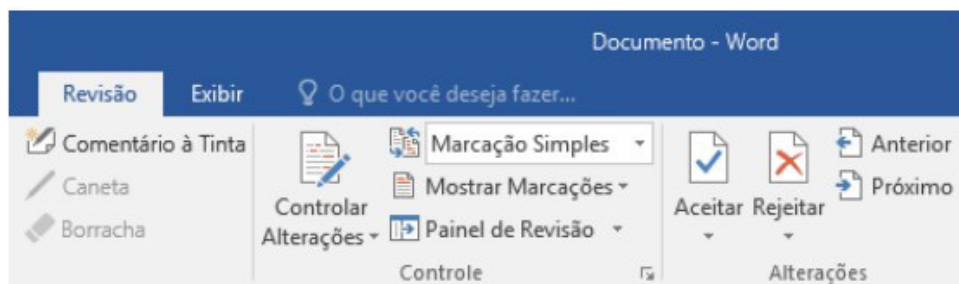 Documento - Word
Revisão Exibir O que você deseja fazer...
Comentário à Tinta
Caneta
Borracha
Controlar
Alterações
Marcação Simples
Mostrar Marcações
Painel de Revisão
Controle
Aceitar Rejeitar
Anterior
Próximo
Alterações